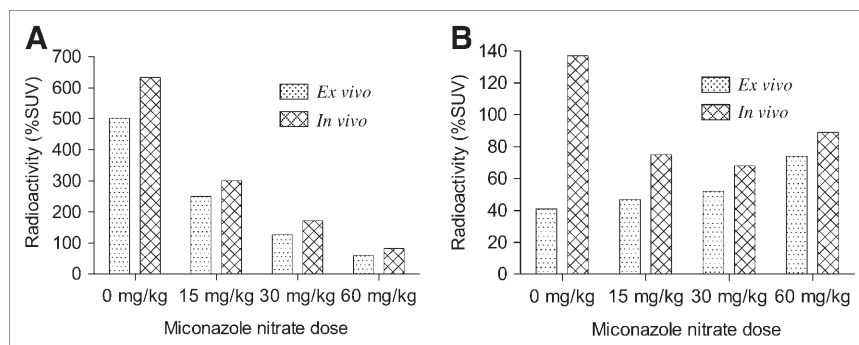 A
700
600
500
400
300
200
100
0
Radioactivity (%SUV)
Ex vivo
In vivo
0 mg/kg 15 mg/kg 30 mg/kg 60 mg/kg
Miconazole nitrate dose
B
140
120
100
80
60
40
20
0
Radioactivity (%SUV)
Ex vivo
In vivo
0 mg/kg 15 mg/kg 30 mg/kg 60 mg/kg
Miconazole nitrate dose